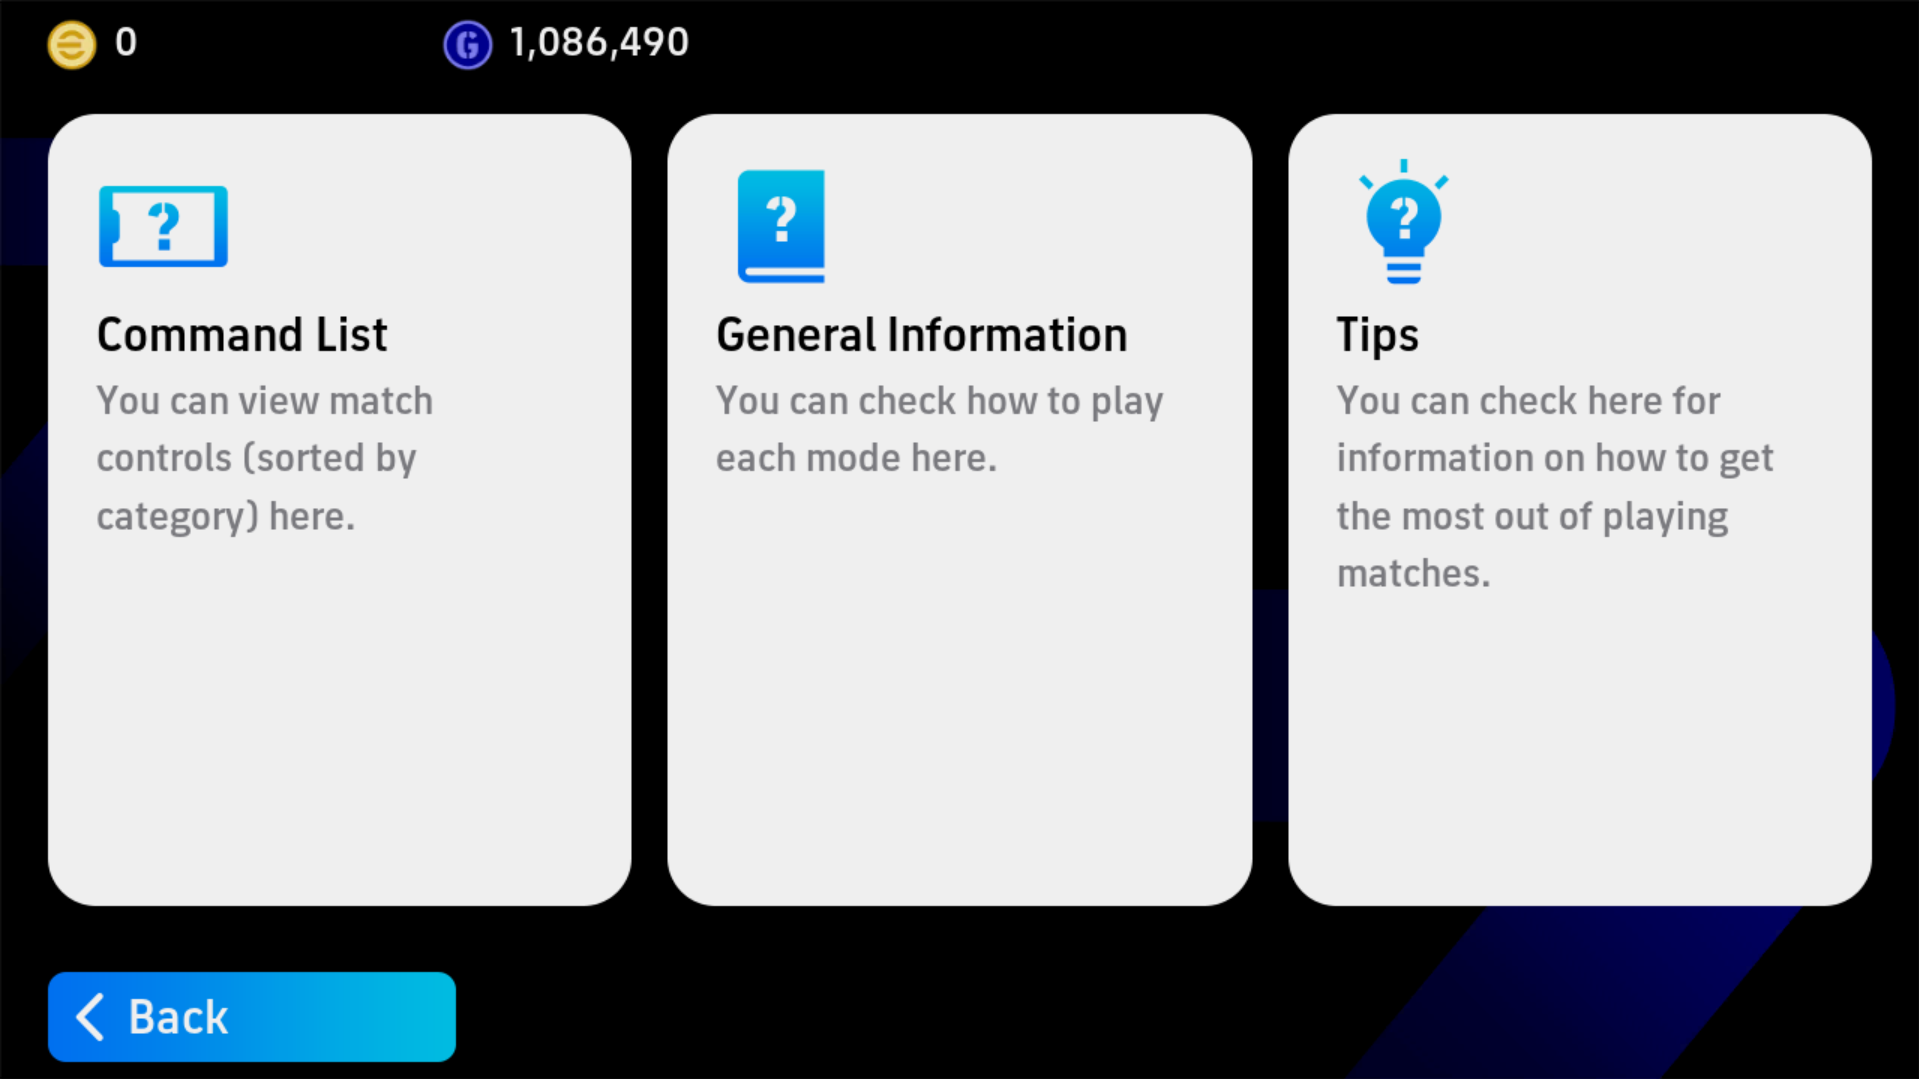 0
G 1,086,490
?
Command List
You can view match
controls (sorted by
category) here.
?
General Information
You can check how to play
each mode here.
?
Tips
You can check here for
information on how to get
the most out of playing
matches.
Back